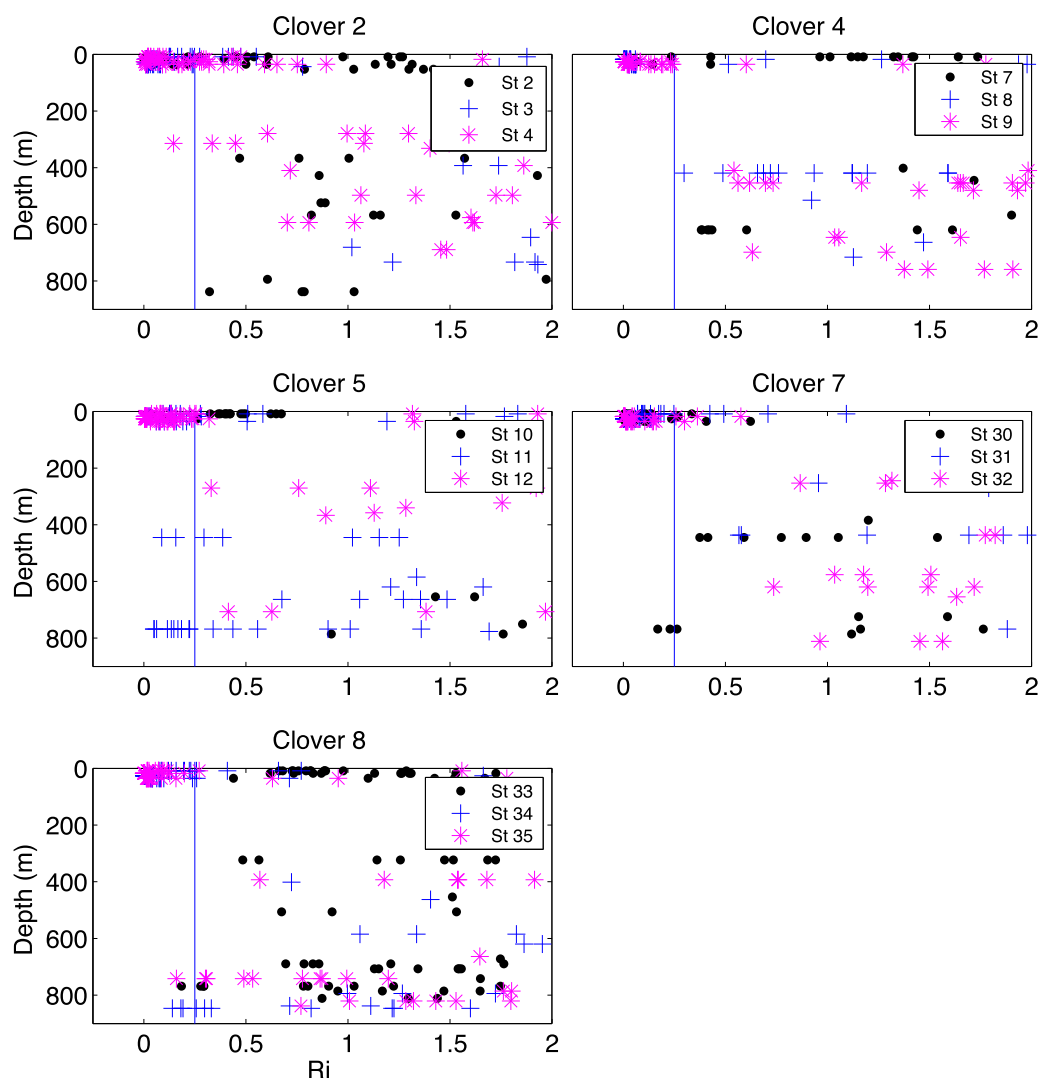 Clover 2
Clover 4
0
200
400
600
800
Depth (m)
St 2
St 3
St 4
0
0.5
1
1.5
2
St 7
St 8
St 9
0
0.5
1
1.5
2
Clover 5
Clover 7
0
200
400
600
800
Depth (m)
St 10
St 11
St 12
0
0.5
1
1.5
2
St 30
St 31
St 32
0
0.5
1
1.5
2
Clover 8
0
200
400
600
800
Depth (m)
St 33
St 34
St 35
0
0.5
1
1.5
2
Ri